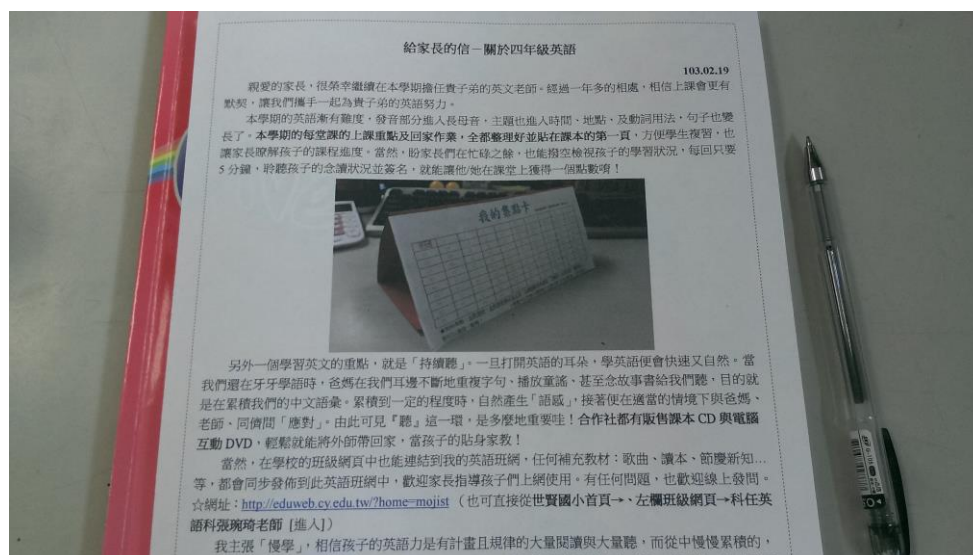 給家長的信－關於四年級英語
103.02.19
親愛的家長，很榮幸繼續在本學期擔任貴子弟的英文老師。經過一年多的相處，相信上課會更有
默契，讓我們攜手一起為貴子弟的英語努力。
本學期的英語漸有難度，發音部分進入長母音，主題也進入時間、地點、及動詞用法，句子也變
長了。本學期的每堂課的上課重點及回家作業，全都整理好並貼在課本的第一頁，方便學生複習，也
讓家長瞭解孩子的課程進度。當然，盼家長們在忙碌之餘，也能撥空檢視孩子的學習狀況，每回只要
5 分鐘，聆聽孩子的念讀狀況並簽名，就能讓他/她在課堂上獲得一個點數唷！
我的集點卡
另外一個學習英文的重點，就是「持續聽」。一旦打開英語的耳朵，學英語便會快速又自然。當
我們還在牙牙學語時，爸媽在我們耳邊不斷地重複字句、播放童謠、甚至念故事書給我們聽，目的就
是在累積我們的中文語彙。累積到一定的程度時，自然產生「語感」，接著便在適當的情境下與爸媽、
老師、同儕間「應對」。由此可見『聽』這一環，是多麼地重要哇！合作社都有販售課本 CD 與電腦
互動 DVD，輕鬆就能將外師帶回家，當孩子的貼身家教！
當然，在學校的班級網頁中也能連結到我的英語班網，任何補充教材：歌曲、讀本、節慶新知…
等，都會同步發佈到此英語班網中，歡迎家長指導孩子們上網使用。有任何問題，也歡迎線上發問。
☆網址：http://eduweb.cy.edu.tw/?home=mojist （也可直接從世賢國小首頁→、左欄班級網頁→科任英
語科張琬琦老師 [進入]）
我主張「慢學」，相信孩子的英語力是有計畫且規律的大量閱讀與大量聽，而從中慢慢累積的，